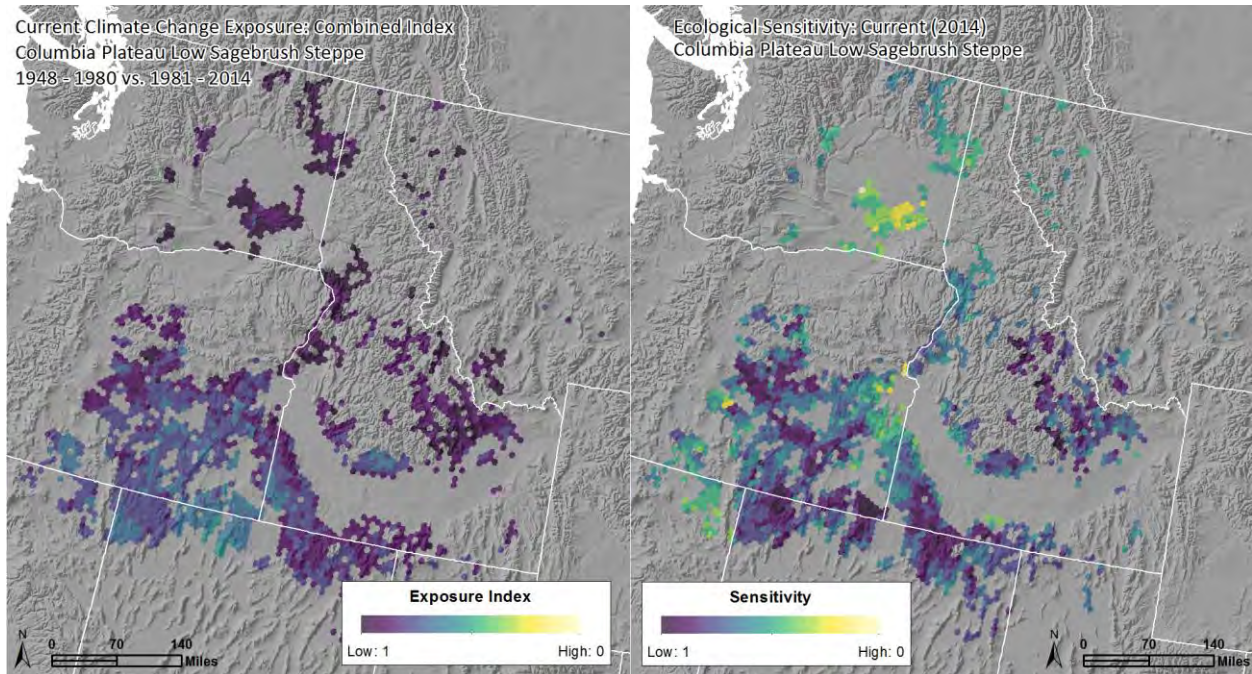 Current Climate Change Exposure: Combined Index
Columbia Plateau Low Sagebrush Steppe
1948 - 1980 vs. 1981 - 2014
Exposure Index
Low: 1 High: 0
N
0 70 140
Miles
Ecological Sensitivity: Current (2014)
Columbia Plateau Low Sagebrush Steppe
Sensitivity
Low: 1 High: 0
N
0 70 140
Miles